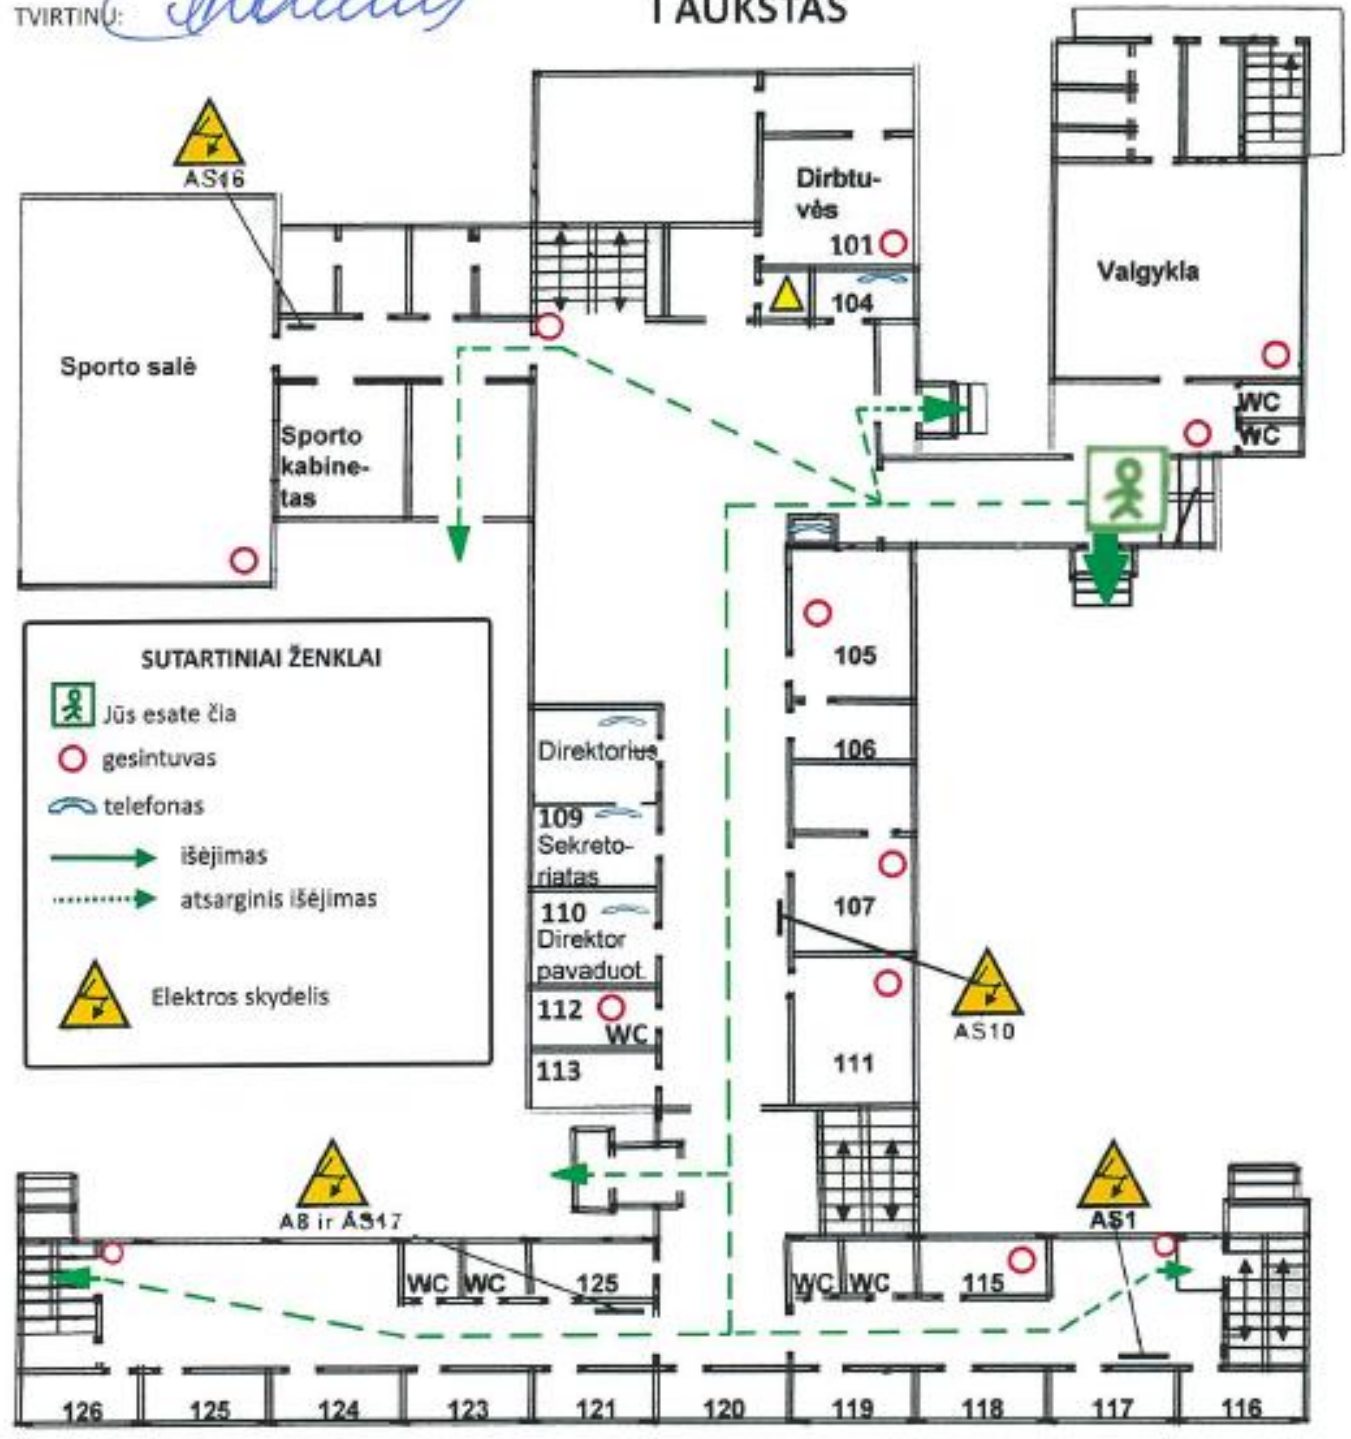 TVIRTINU:
I AUKŠTAS
AS16
Dirbtu-
vės
101
104
Valgykla
Sporto salė
Sporto
kabine-
tas
WC
WC
SUTARTINIAI ŽENKLAI
Jūs esate čia
gesintuvas
telefonas
išėjimas
atsarginis išėjimas
Elektros skydelis
105
106
Direktorius
109
Sekreto-
riatas
110
Direktor
pavaduot.
107
112
WC
113
111
AS10
A8 ir AS17
AS1
WC WC 125
WC WC 115
126 125 124 123 121 120 119 118 117 116